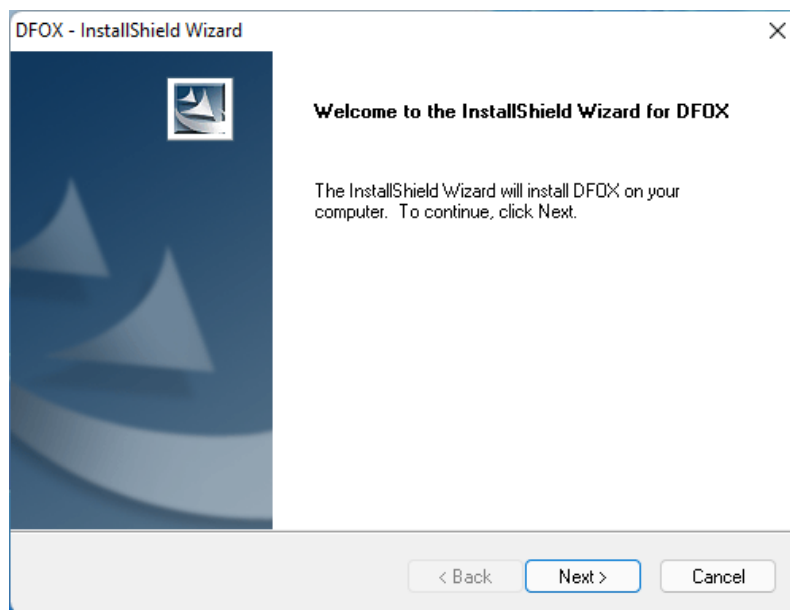 DFOX - InstallShield Wizard
Welcome to the InstallShield Wizard for DFOX
The InstallShield Wizard will install DFOX on your
computer. To continue, click Next.
< Back
Next >
Cancel